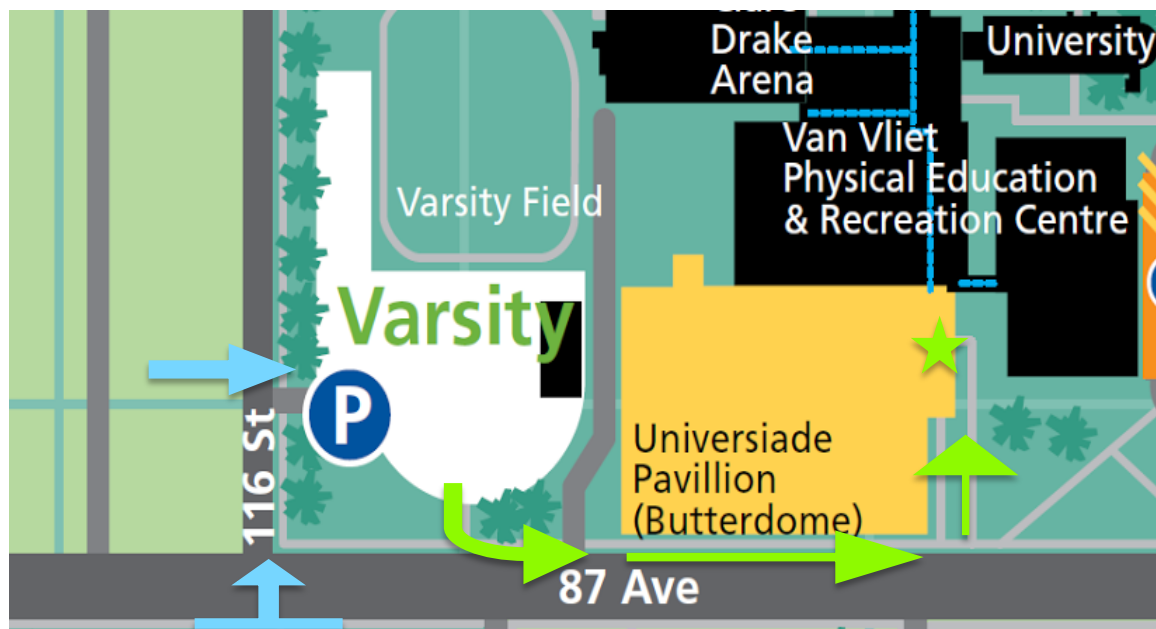 Drake
Arena
University
Van Vliet
Physical Education
& Recreation Centre
Varsity Field
Varsity
P
116 St
Universiade
Pavillion
(Butterdome)
87 Ave